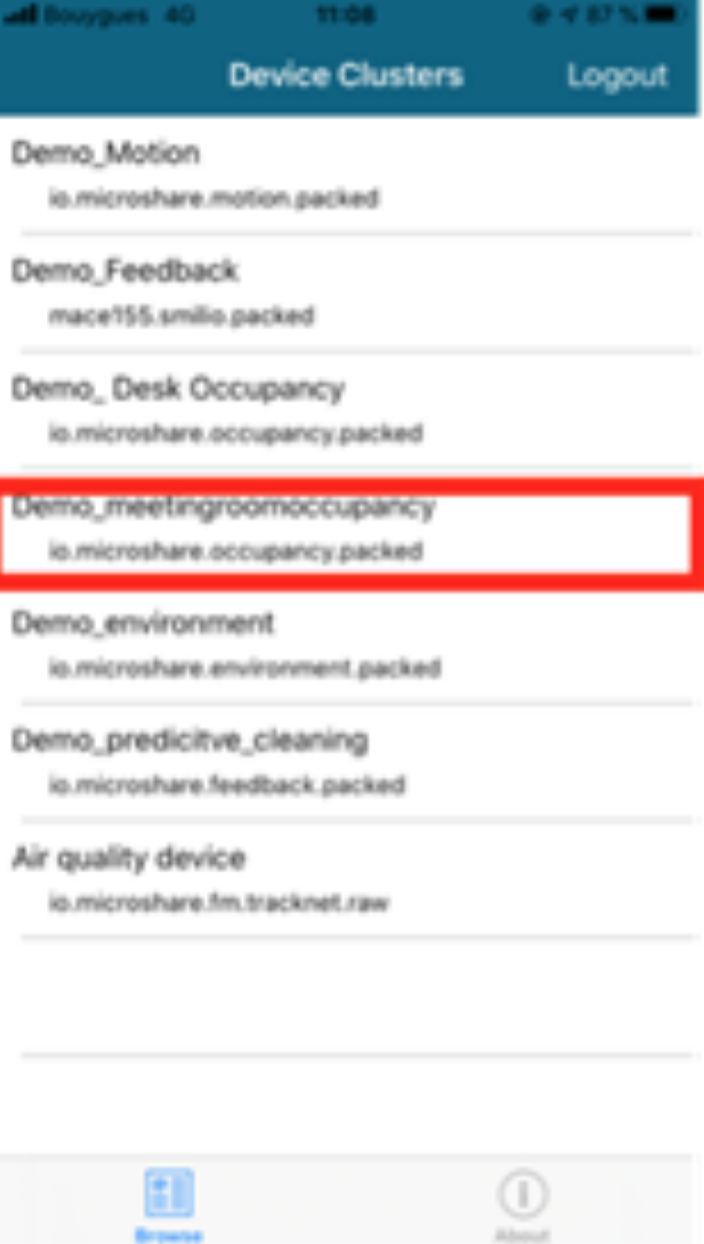 Bouygues 4G 11:08 87 %
Device Clusters Logout
Demo_Motion
io.microshare.motion.packed
Demo_Feedback
mace155.smilio.packed
Demo_ Desk Occupancy
io.microshare.occupancy.packed
Demo_meetingroomoccupancy
io.microshare.occupancy.packed
Demo_environment
io.microshare.environment.packed
Demo_predicitve_cleaning
io.microshare.feedback.packed
Air quality device
io.microshare.fm.tracknet.raw
Browse About